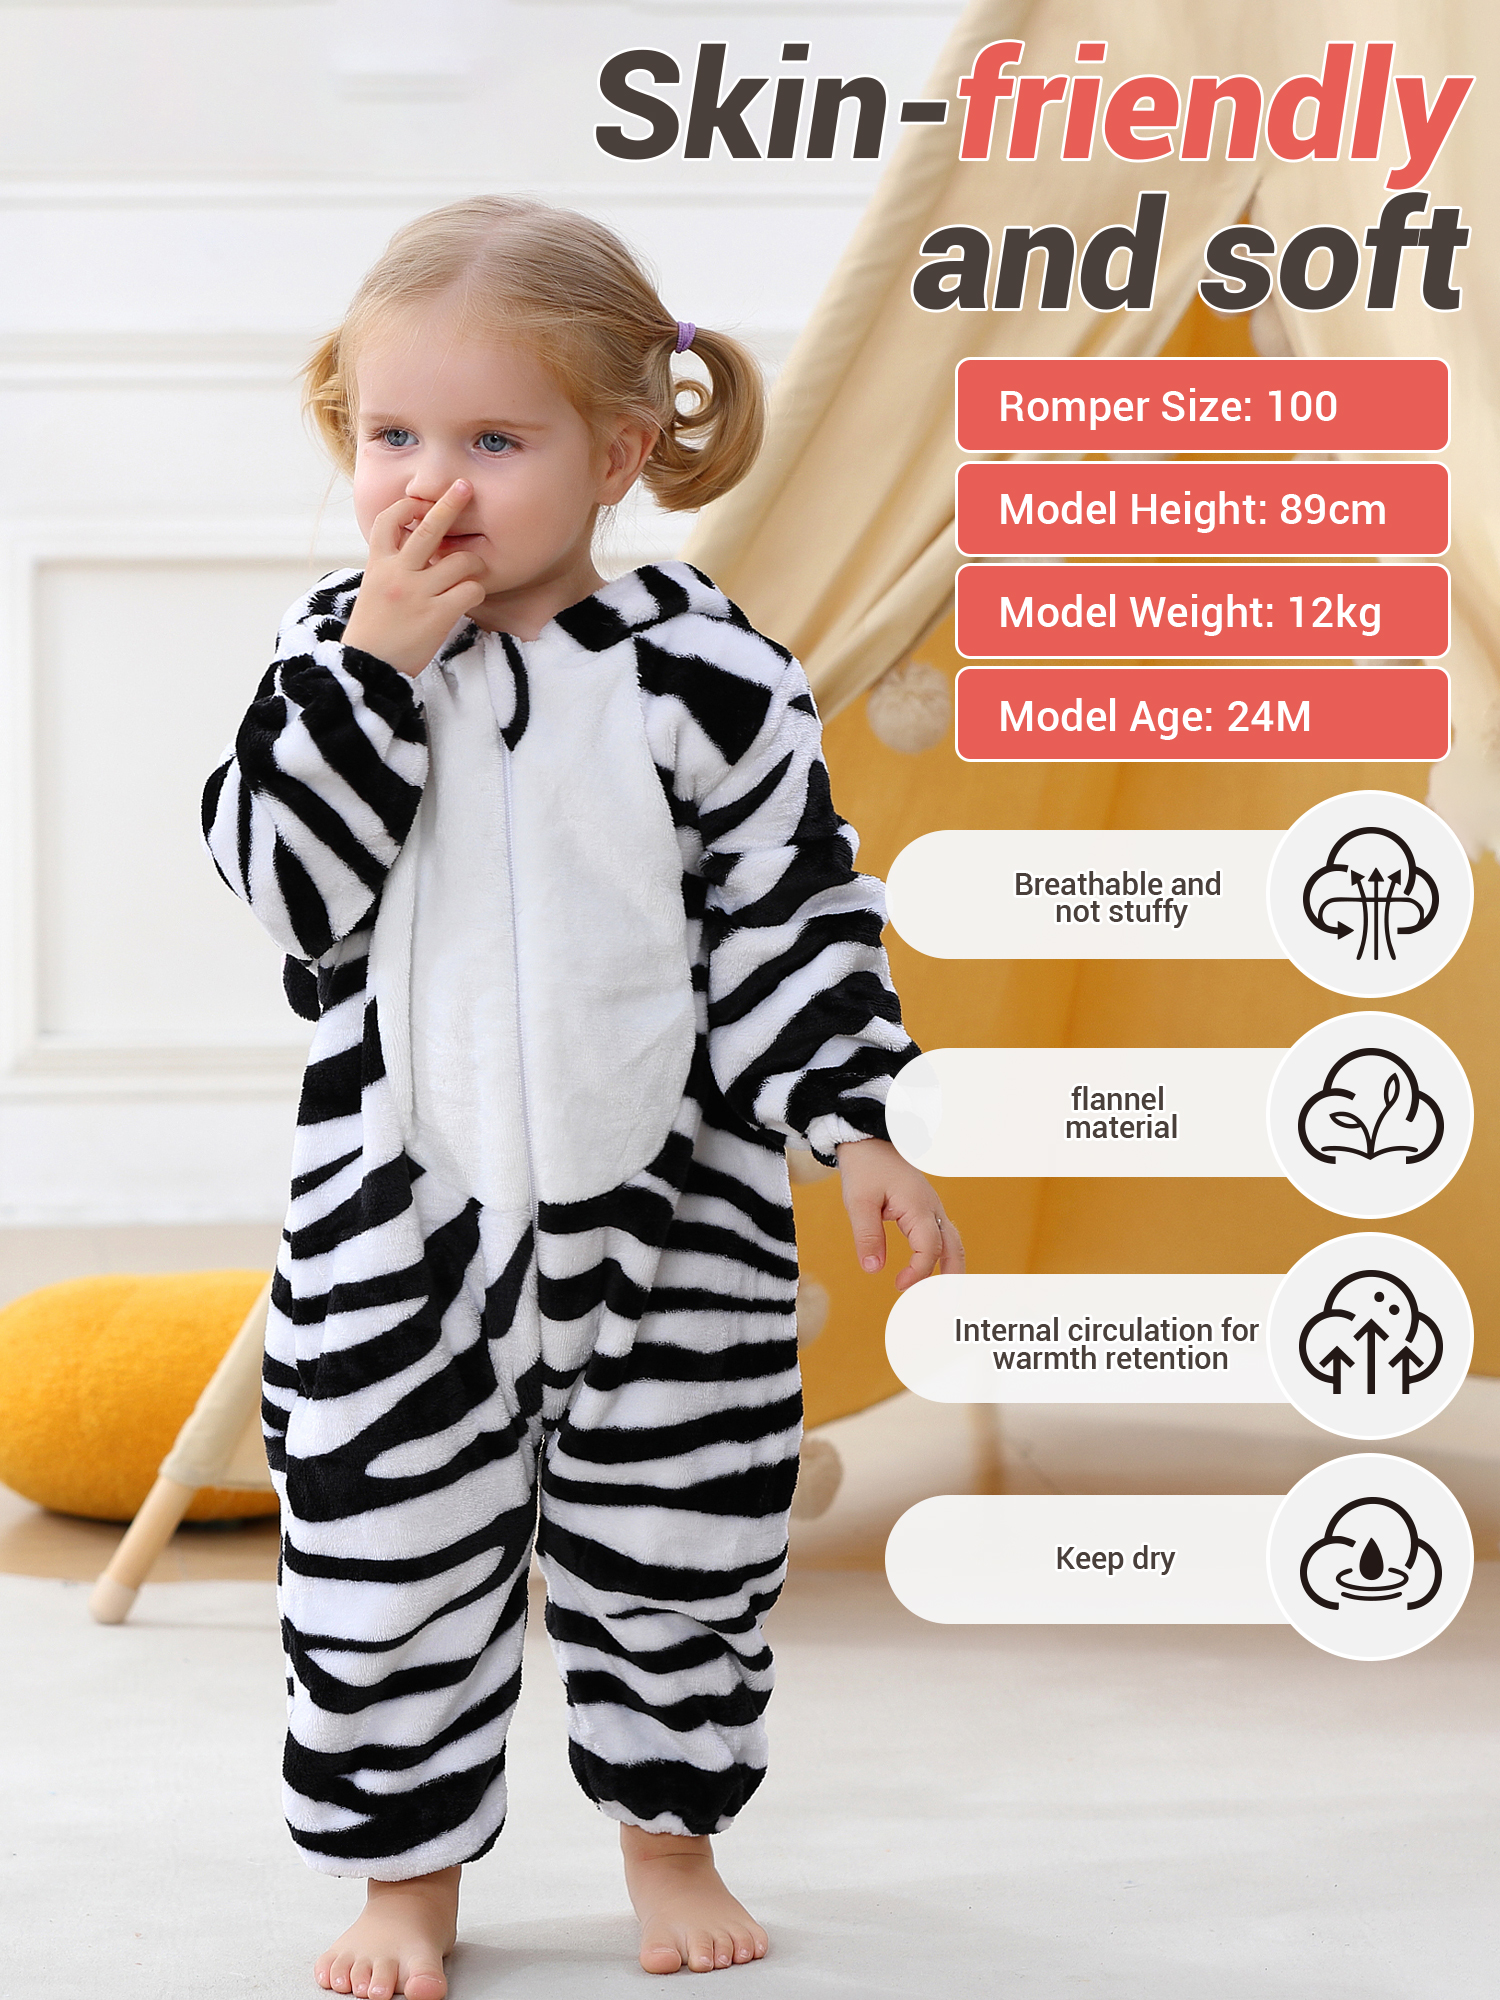 Skin-friendly
and soft
Romper Size: 100
Model Height: 89cm
Model Weight: 12kg
Model Age: 24M
Breathable and
not stuffy
flannel
material
Internal circulation for
warmth retention
Keep dry